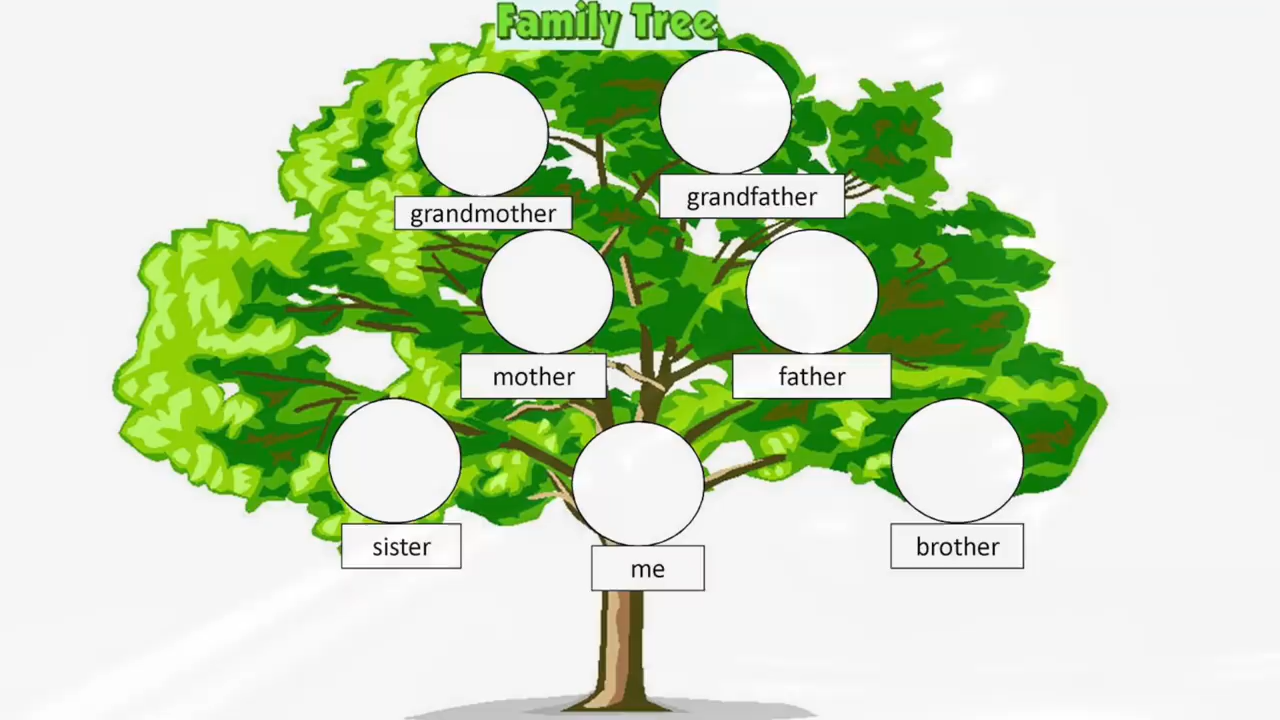 Family Tree
grandmother
grandfather
mother
father
sister
me
brother